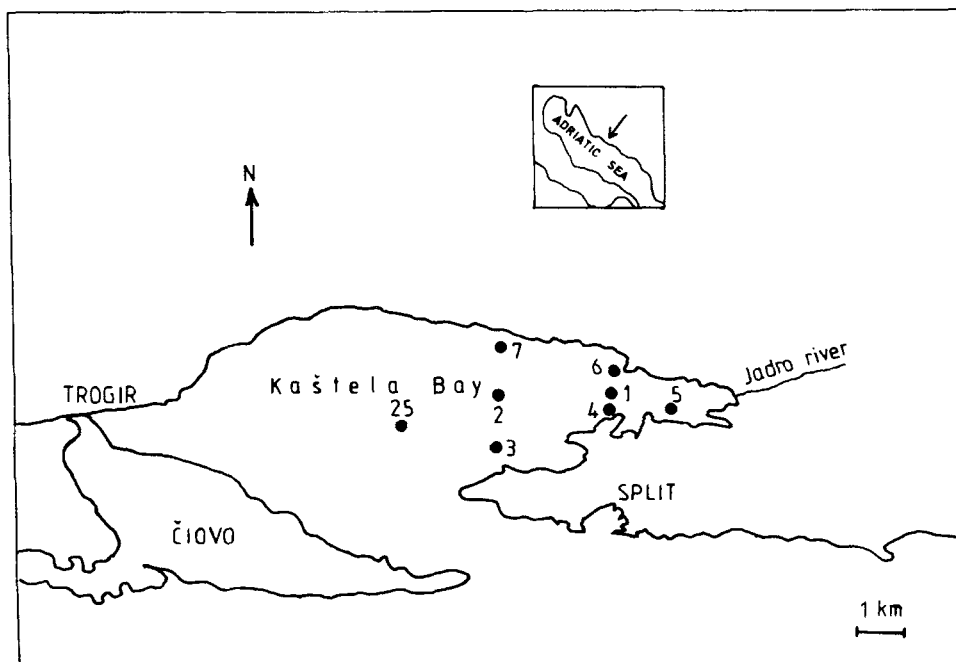 ADRIATIC SEA
N
7
6
Jadro river
TROGIR
Kaštela Bay
1
2
5
25
4
3
SPLIT
ČIOVO
1 km